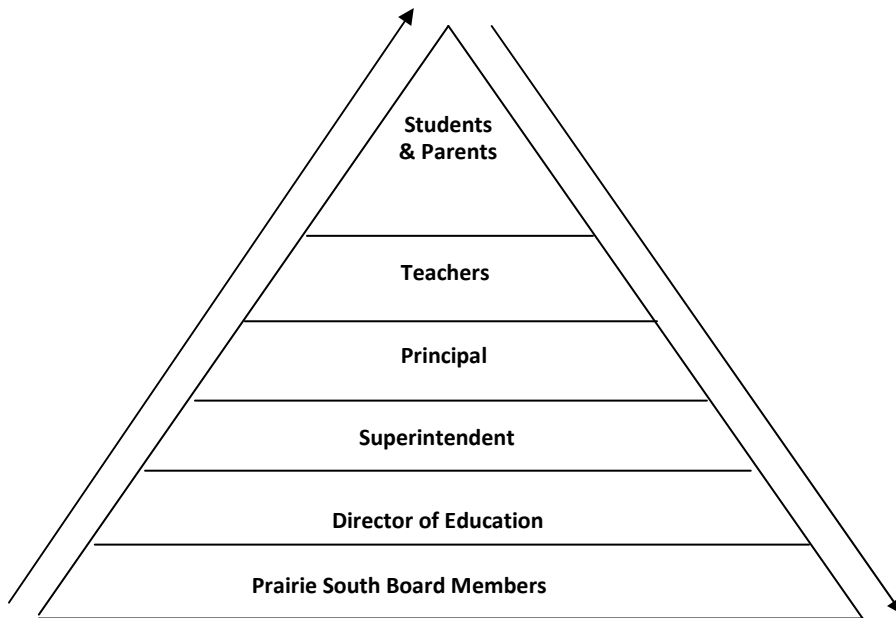 Students
& Parents
Teachers
Principal
Superintendent
Director of Education
Prairie South Board Members